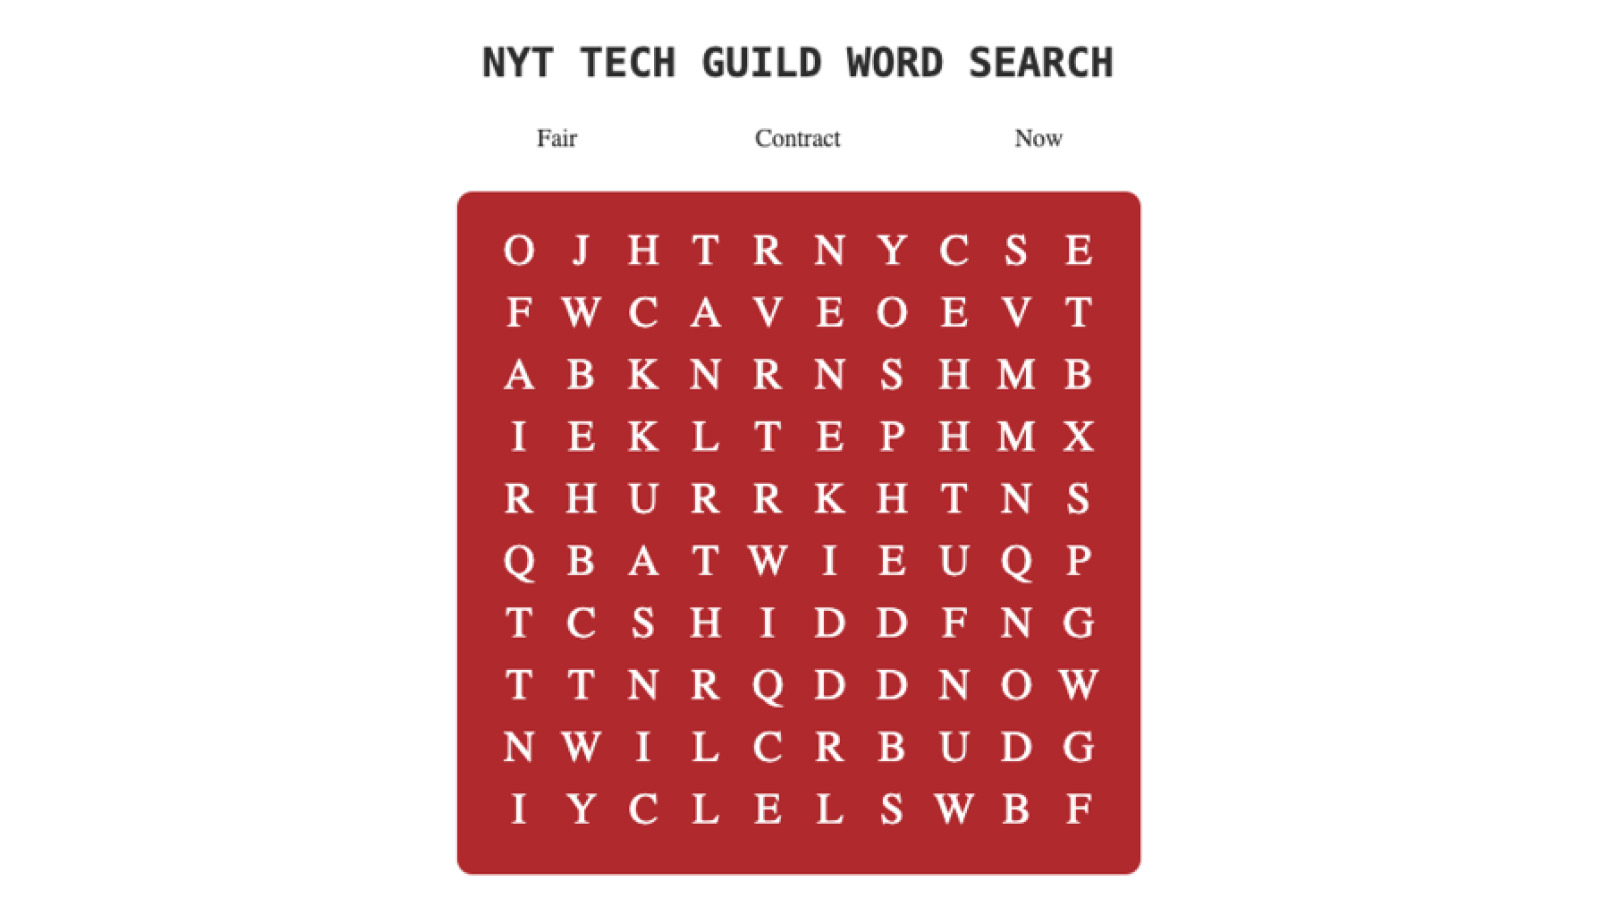 NYT TECH GUILD WORD SEARCH
Fair Contract Now
O J H T R N Y C S E
F W C A V E O E V T
A B K N R N S H M B
I E K L T E P H M X
R H U R R K H T N S
Q B A T W I E U Q P
T C S H I D D F N G
T T N R Q D D N O W
N W I L C R B U D G
I Y C L E L S W B F